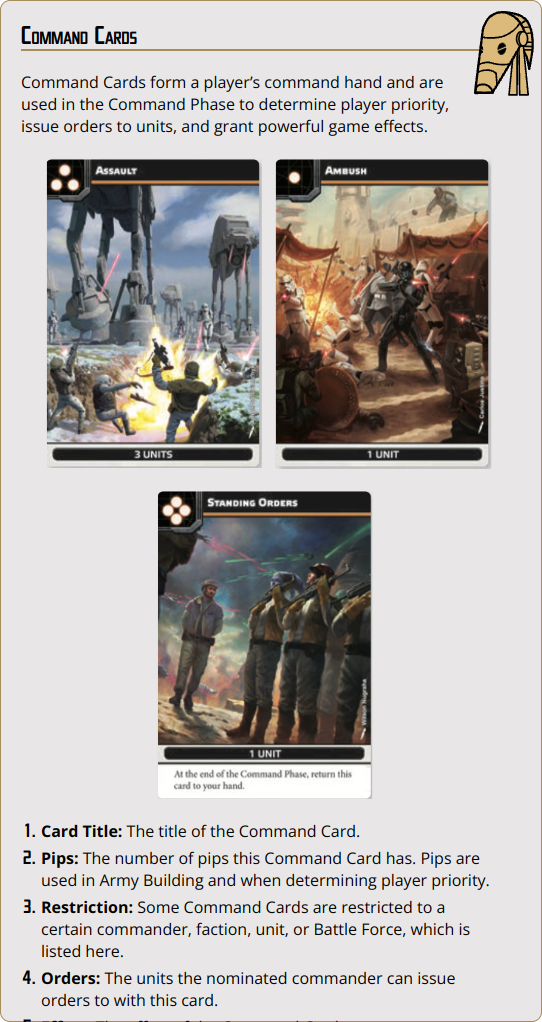 Command Cards
Command Cards form a player’s command hand and are
used in the Command Phase to determine player priority,
issue orders to units, and grant powerful game effects.
Assault
3 UNITS
Ambush
1 UNIT
Standing Orders
1 UNIT
At the end of the Command Phase, return this
card to your hand.
1. Card Title: The title of the Command Card.
2. Pips: The number of pips this Command Card has. Pips are
used in Army Building and when determining player priority.
3. Restriction: Some Command Cards are restricted to a
certain commander, faction, unit, or Battle Force, which is
listed here.
4. Orders: The units the nominated commander can issue
orders to with this card.